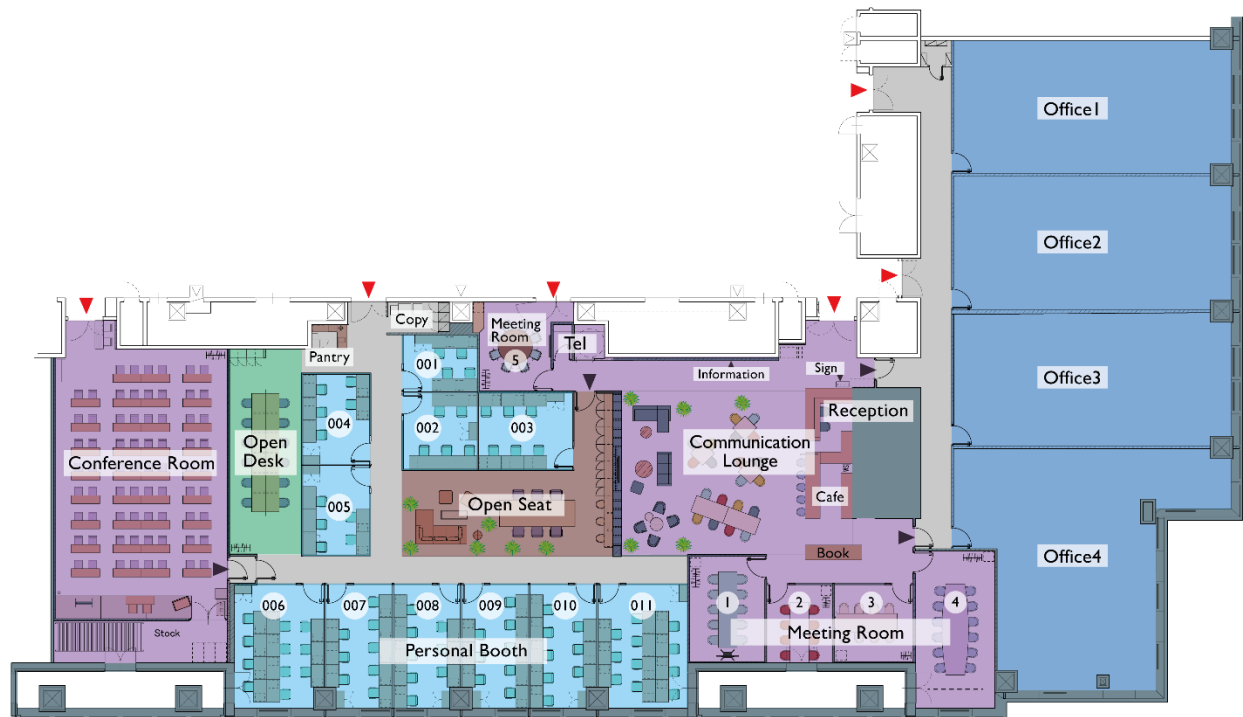 Office1
Office2
Copy
Meeting
Room
5
Tel
Pantry
001
Information
Sign
Office3
004
002
003
Reception
Open
Desk
Communication
Lounge
Conference Room
Cafe
005
Open Seat
Book
Office4
006
007
008
009
010
011
1
2
3
4
Stock
Meeting Room
Personal Booth